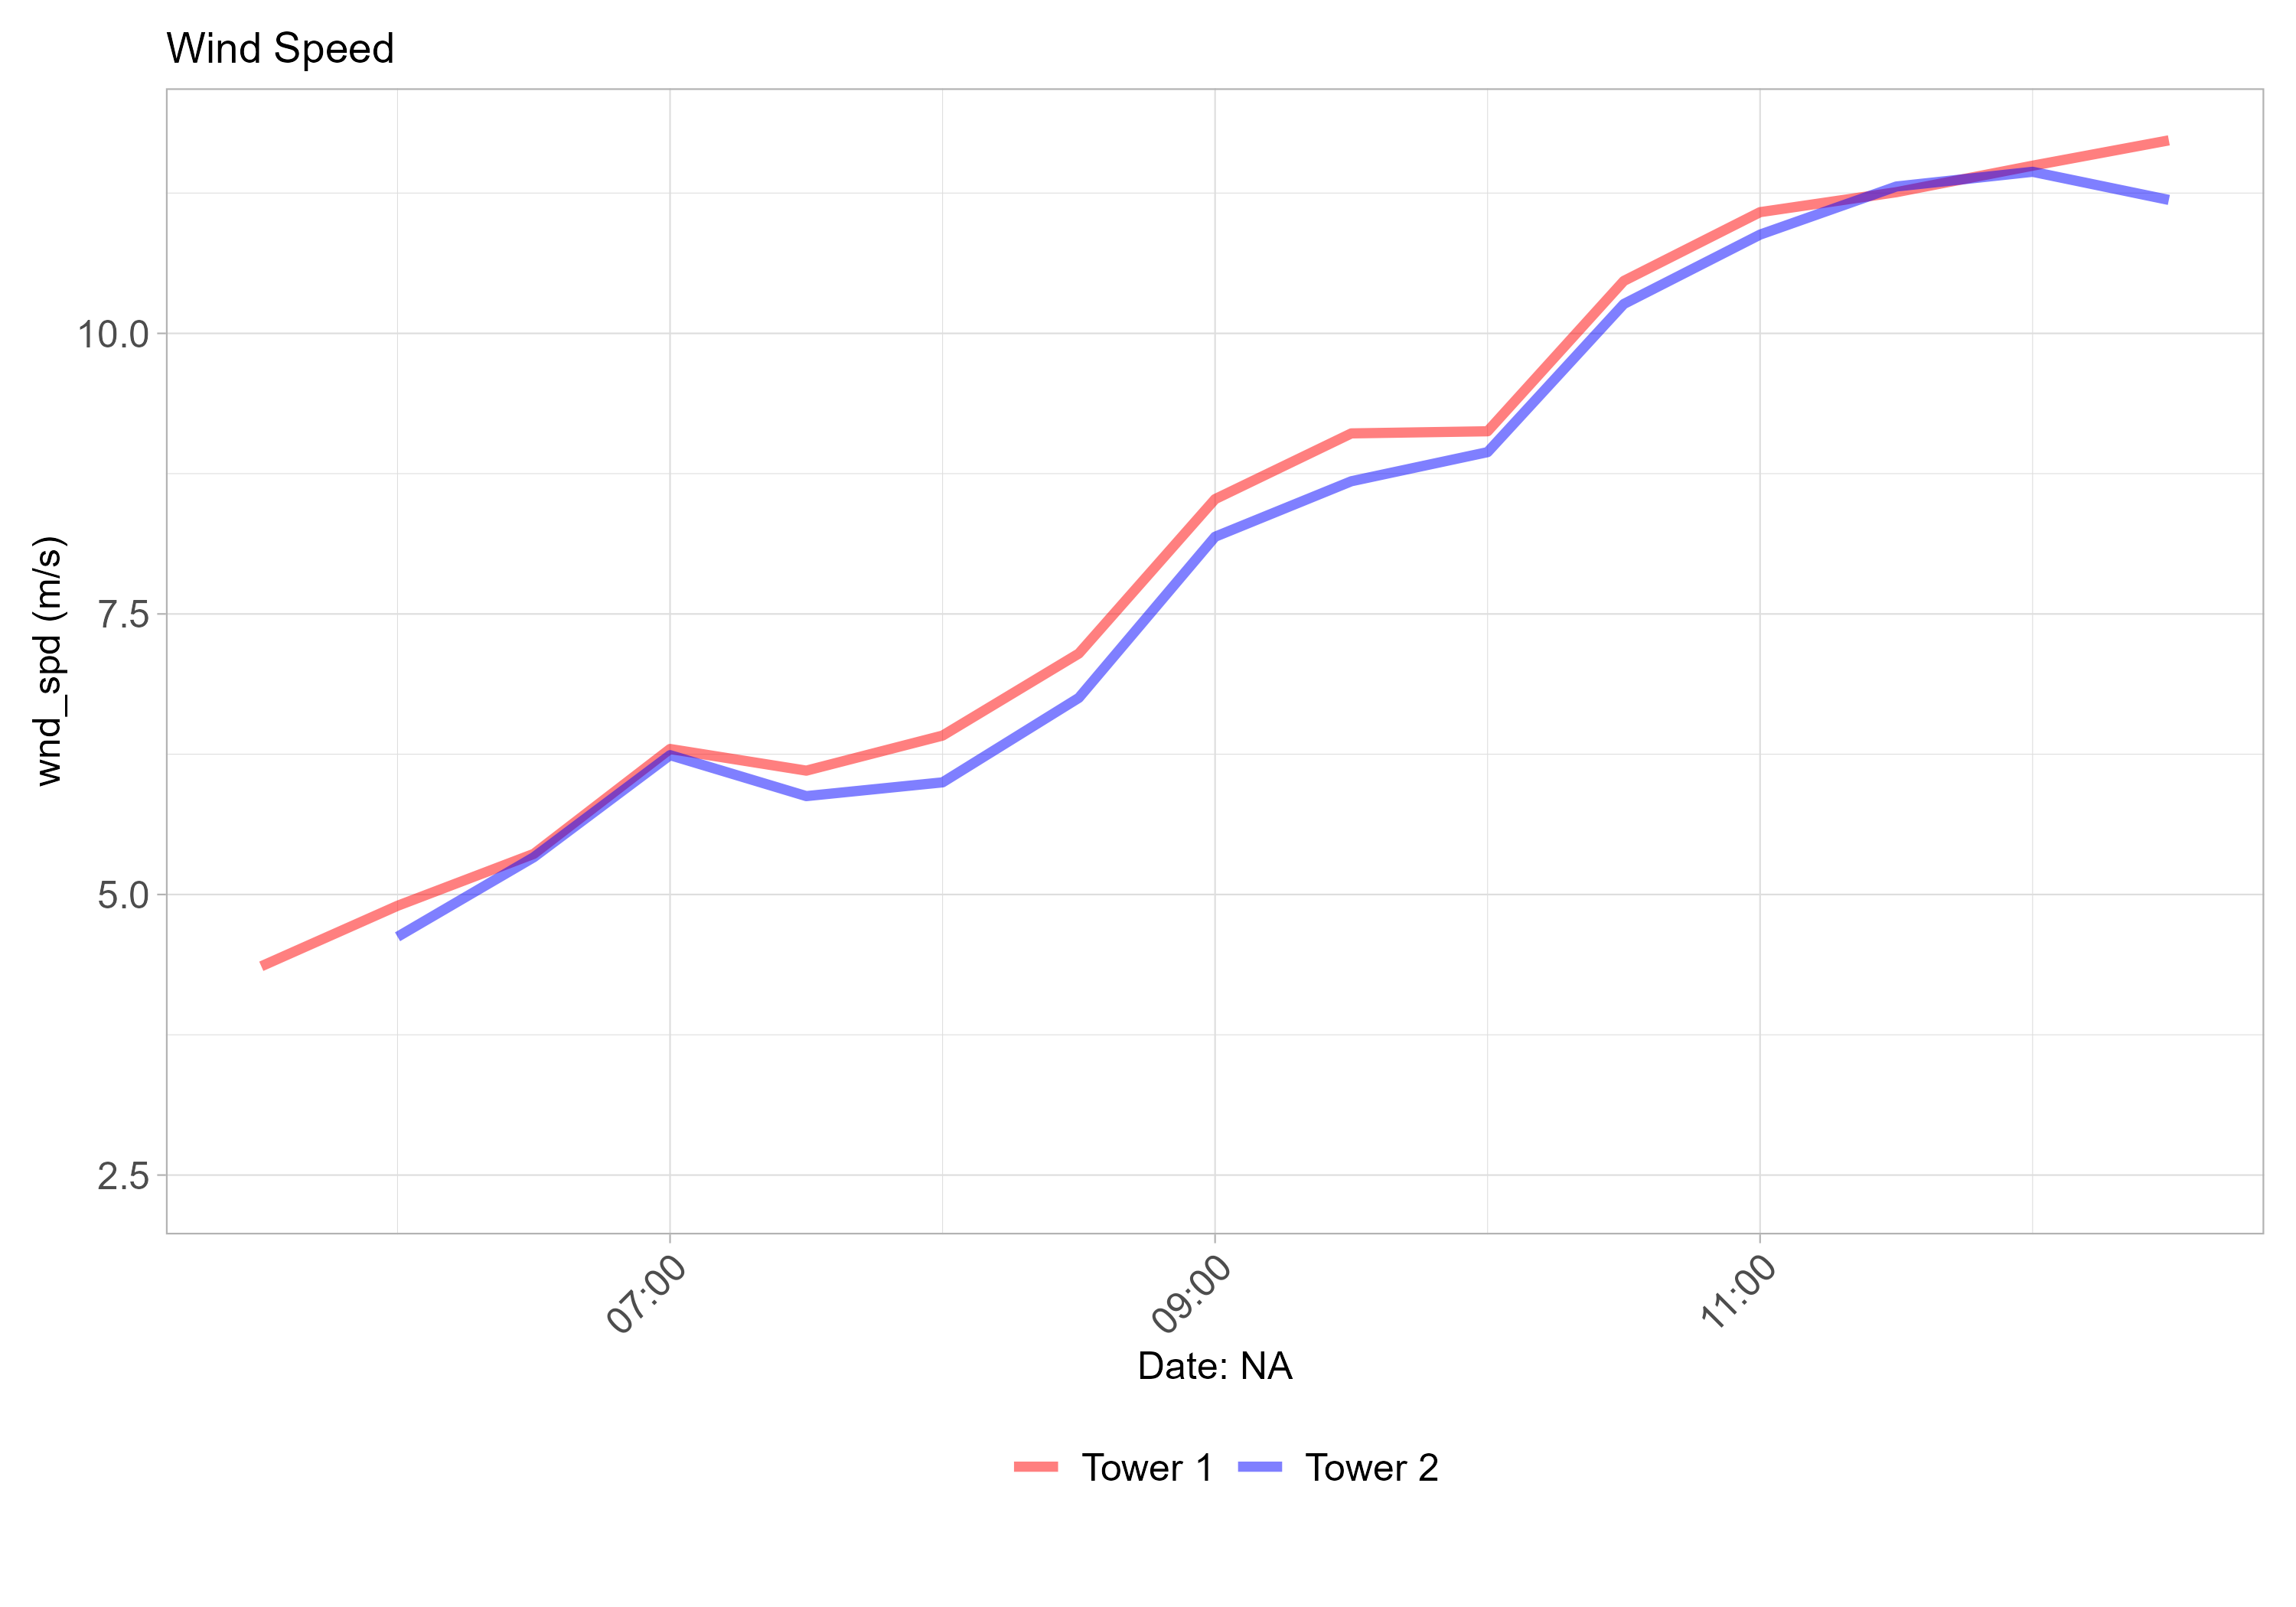 Wind Speed
wnd_spd (m/s)
10.0
7.5
5.0
2.5
07:00 09:00 11:00
Date: NA
Tower 1 Tower 2